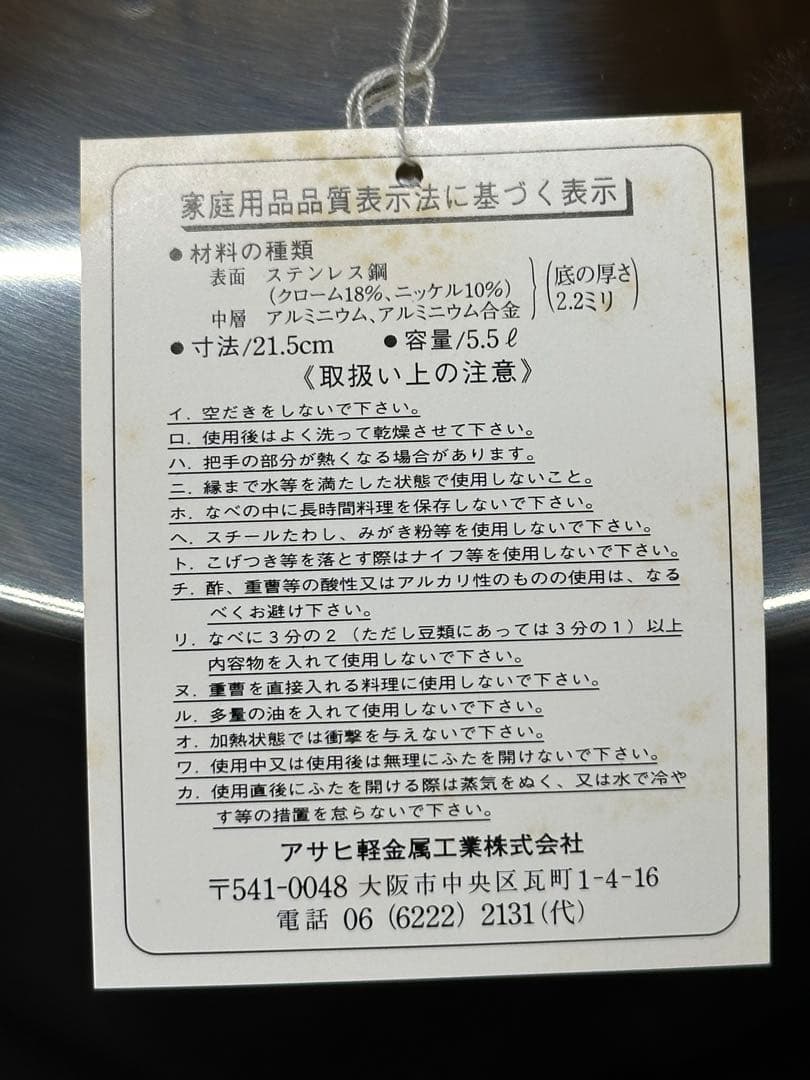 家庭用品品質表示法に基づく表示
●材料の種類
表面 ステンレス鋼
(クローム18%、ニッケル10%)
中層 アルミニウム、アルミニウム合金
(底の厚さ
2.2ミリ)
●寸法/21.5cm ●容量/5.5ℓ
《取扱い上の注意》
イ. 空だきをしないで下さい。
ロ. 使用後はよく洗って乾燥させて下さい。
ハ. 把手の部分が熱くなる場合があります。
ニ. 縁まで水等を満たした状態で使用しないこと。
ホ. なべの中に長時間料理を保存しないで下さい。
ヘ. スチールたわし、みがき粉等を使用しないで下さい。
ト. こげつき等を落とす際はナイフ等を使用しないで下さい。
チ. 酢、重曹等の酸性又はアルカリ性のものの使用は、なる
べくお避け下さい。
リ. なべに3分の2（ただし豆類にあっては3分の1）以上
内容物を入れて使用しないで下さい。
ヌ. 重曹を直接入れる料理に使用しないで下さい。
ル. 多量の油を入れて使用しないで下さい。
オ. 加熱状態では衝撃を与えないで下さい。
ワ. 使用中又は使用後は無理にふたを開けないで下さい。
カ. 使用直後にふたを開ける際は蒸気をぬく、又は水で冷や
す等の措置を怠らないで下さい。
アサヒ軽金属工業株式会社
〒541-0048 大阪市中央区瓦町1-4-16
電話 06 (6222) 2131(代)